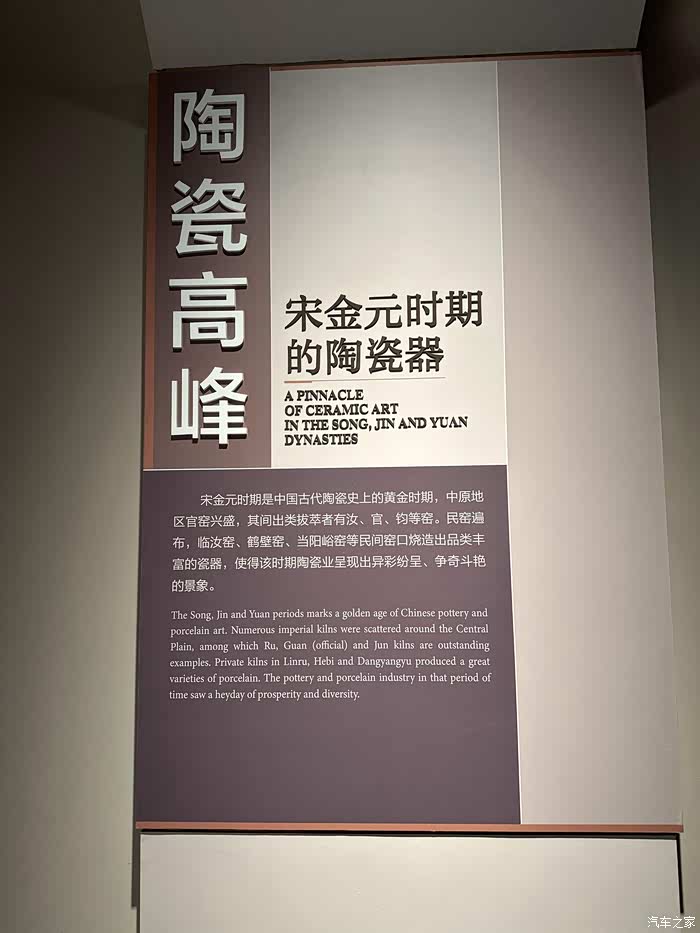 陶瓷高峰
宋金元时期
的陶瓷器
A PINNACLE
OF CERAMIC ART
IN THE SONG, JIN AND YUAN
DYNASTIES
宋金元时期是中国古代陶瓷史上的黄金时期，中原地
区官窑兴盛，其间出类拔萃者有汝、官、钧等窑。民窑遍
布，临汝窑、鹤壁窑、当阳峪窑等民间窑口烧造出品类丰
富的瓷器，使得该时期陶瓷业呈现出异彩纷呈、争奇斗艳
的景象。
The Song, Jin and Yuan periods marks a golden age of Chinese pottery and
porcelain art. Numerous imperial kilns were scattered around the Central
Plain, among which Ru, Guan (official) and Jun kilns are outstanding
examples. Private kilns in Linru, Hebi and Dangyangyu produced a great
varieties of porcelain. The pottery and porcelain industry in that period of
time saw a heyday of prosperity and diversity.
汽车之家